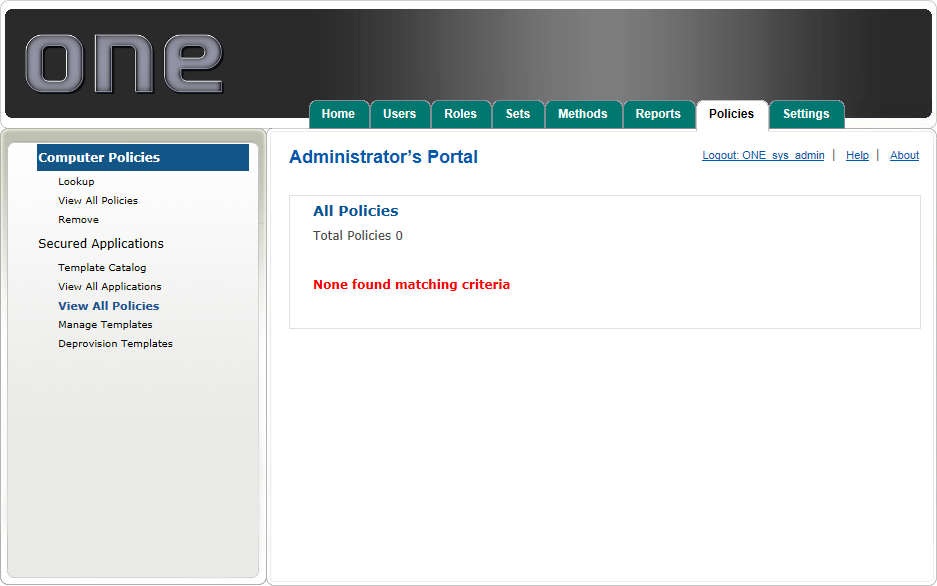 one
Home
Users
Roles
Sets
Methods
Reports
Policies
Settings
Computer Policies
Lookup
View All Policies
Remove
Secured Applications
Template Catalog
View All Applications
View All Policies
Manage Templates
Deprovision Templates
Administrator’s Portal
Logout: ONE_sys_admin | Help | About
All Policies
Total Policies 0
None found matching criteria